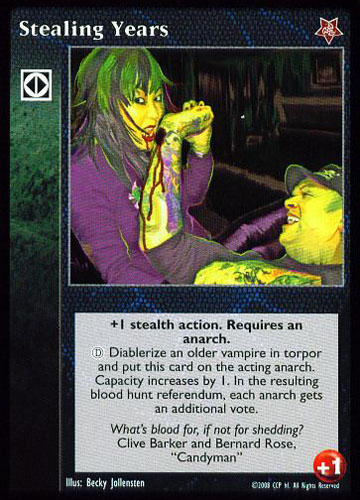 Stealing Years
+1 stealth action. Requires an
anarch.
Ⓓ Diablerize an older vampire in torpor
and put this card on the acting anarch.
Capacity increases by 1. In the resulting
blood hunt referendum, each anarch gets
an additional vote.
What's blood for, if not for shedding?
Clive Barker and Bernard Rose,
"Candyman"
+1
Illus: Becky Jollensten
©2008 CCP hf. All Rights Reserved